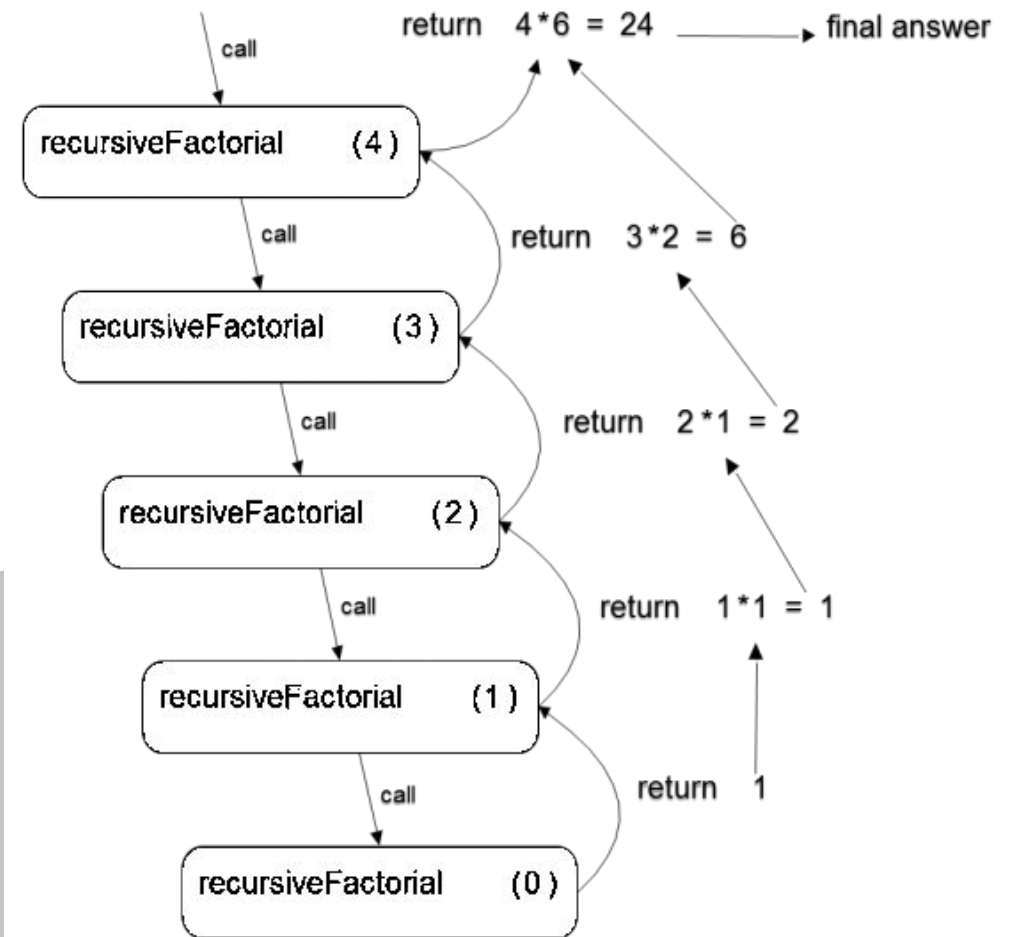 return 4*6 = 24 final answer
call
recursiveFactorial (4)
call
return 3*2 = 6
recursiveFactorial (3)
call
return 2*1 = 2
recursiveFactorial (2)
call
return 1*1 = 1
recursiveFactorial (1)
call
return 1
recursiveFactorial (0)